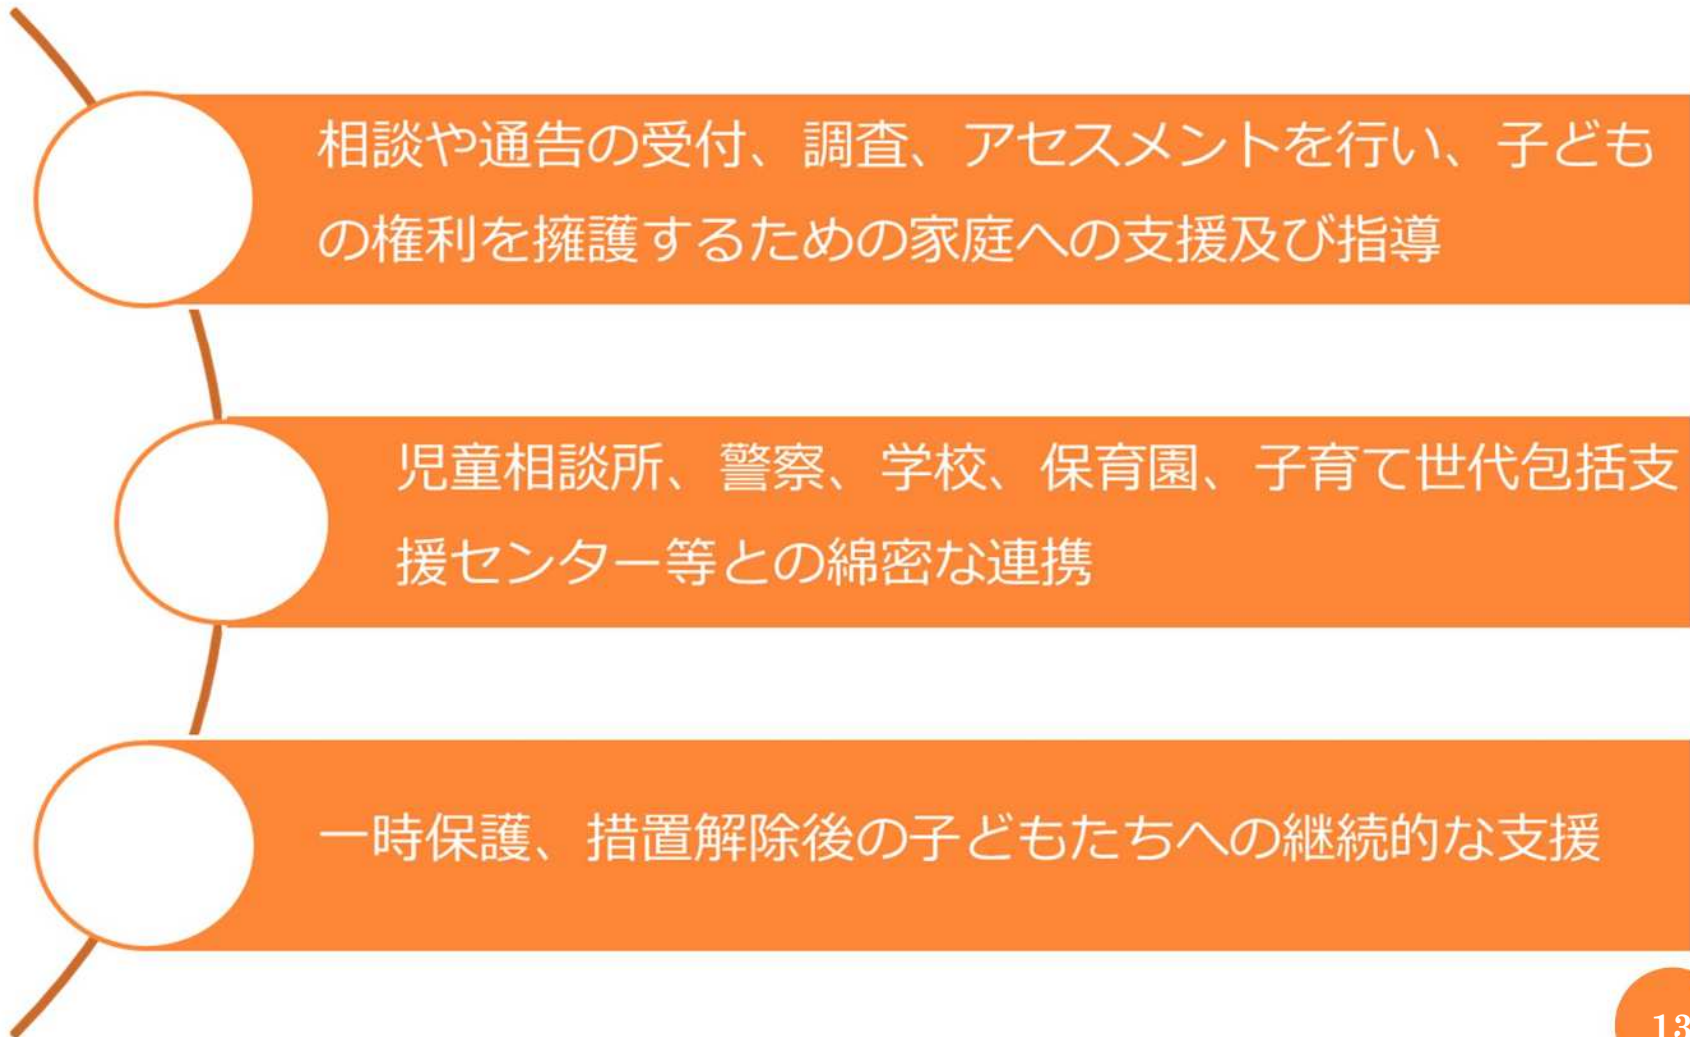 相談や通告の受付、調査、アセスメントを行い、子ども
の権利を擁護するための家庭への支援及び指導
児童相談所、警察、学校、保育園、子育て世代包括支
援センター等との綿密な連携
一時保護、措置解除後の子どもたちへの継続的な支援
13